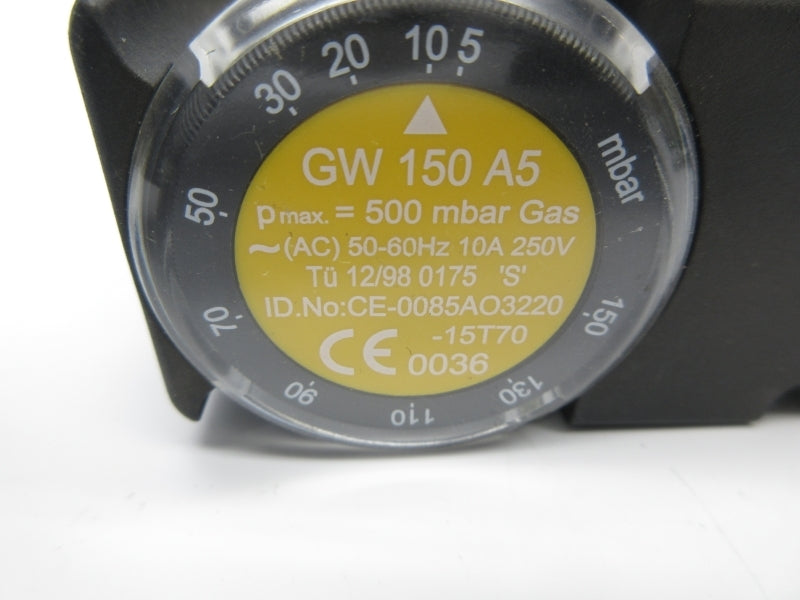 5
10
20
30
50
70
90
110
130
150
mbar
GW 150 A5
pmax. = 500 mbar Gas
~(AC) 50-60Hz 10A 250V
Tü 12/98 0175 'S'
ID.No:CE-0085AO3220
-15T70
CE 0036